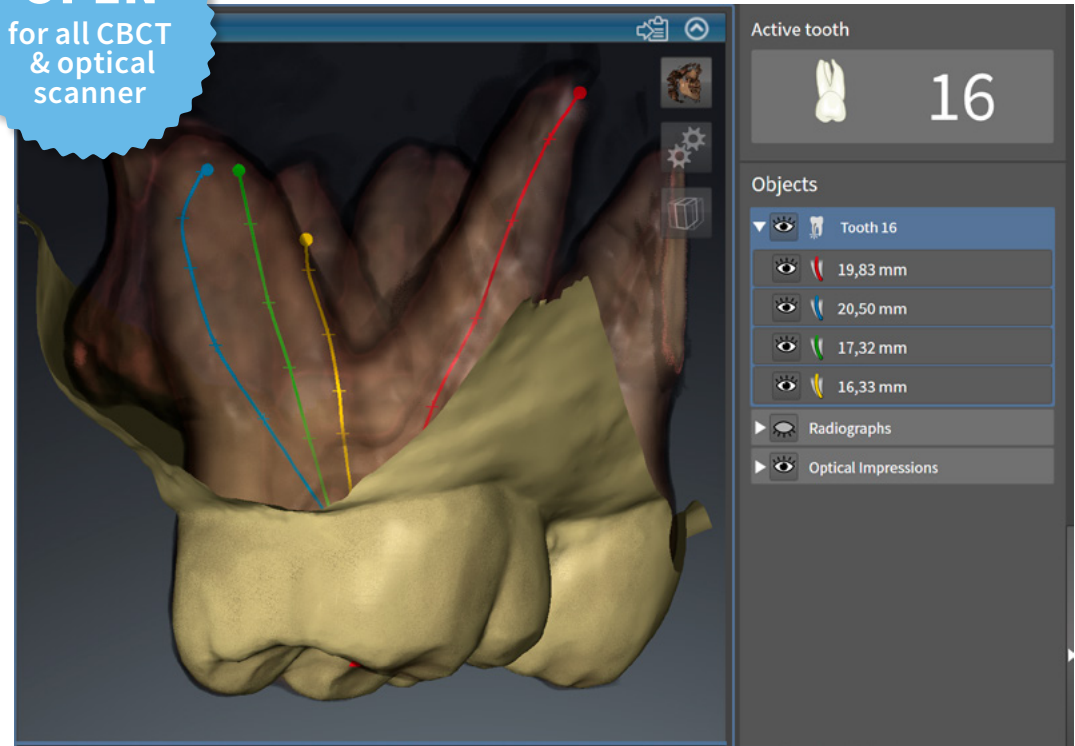 OPEN
for all CBCT
& optical
scanner
Active tooth
16
Objects
Tooth 16
19,83 mm
20,50 mm
17,32 mm
16,33 mm
Radiographs
Optical Impressions